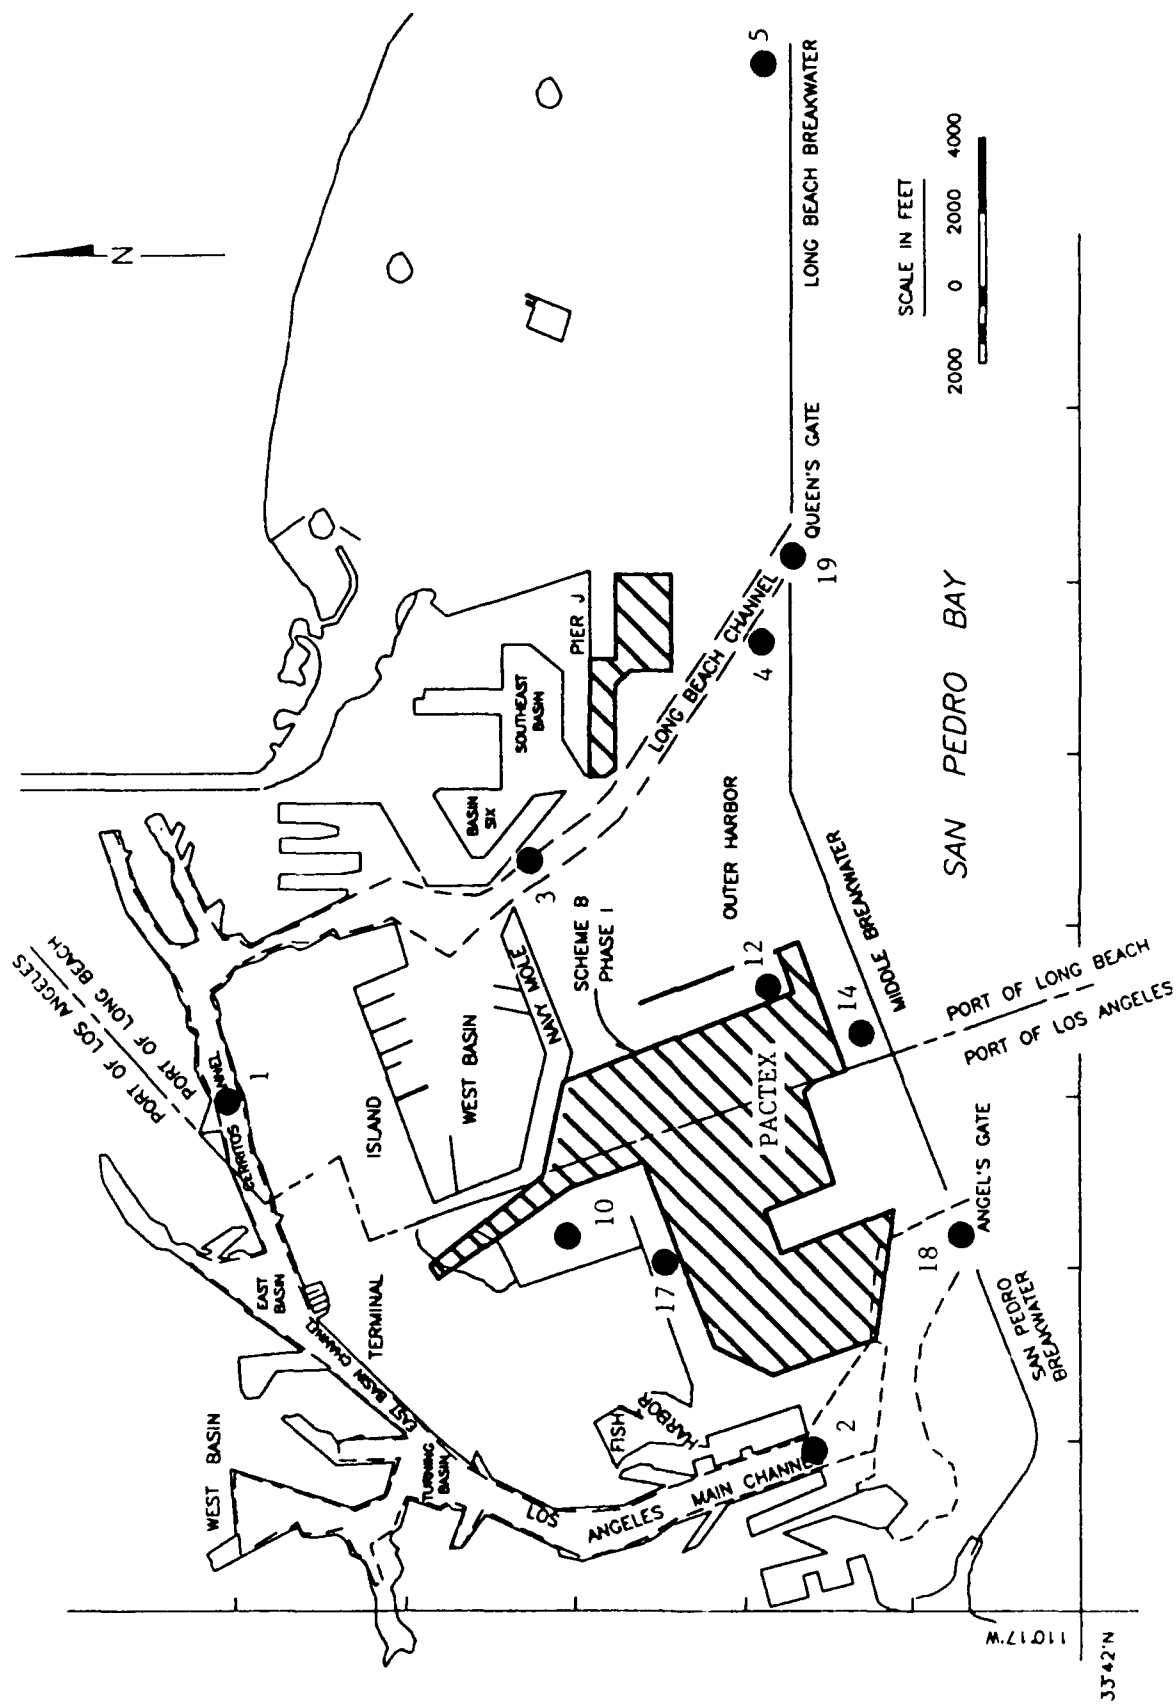 N
PORT OF LOS ANGELES
PORT OF LONG BEACH
CERRITOS CHANNEL
1
WEST BASIN
EAST BASIN
EAST BASIN CHANNEL
TURNING
BASIN
TERMINAL
ISLAND
WEST BASIN
NAVY MOLE
BASIN
SIX
SOUTHEAST
BASIN
PIER J
3
SCHEME B
PHASE I
10
17
FISH
HARBOR
LOS
ANGELES
MAIN CHANNEL
2
PACTEX
12
14
OUTER HARBOR
LONG BEACH CHANNEL
4
19
QUEEN'S GATE
5
LONG BEACH BREAKWATER
MIDDLE BREAKWATER
18
ANGEL'S GATE
SAN PEDRO
BREAKWATER
PORT OF LONG BEACH
PORT OF LOS ANGELES
SAN PEDRO BAY
SCALE IN FEET
2000 0 2000 4000
110°17'W
33°42'N